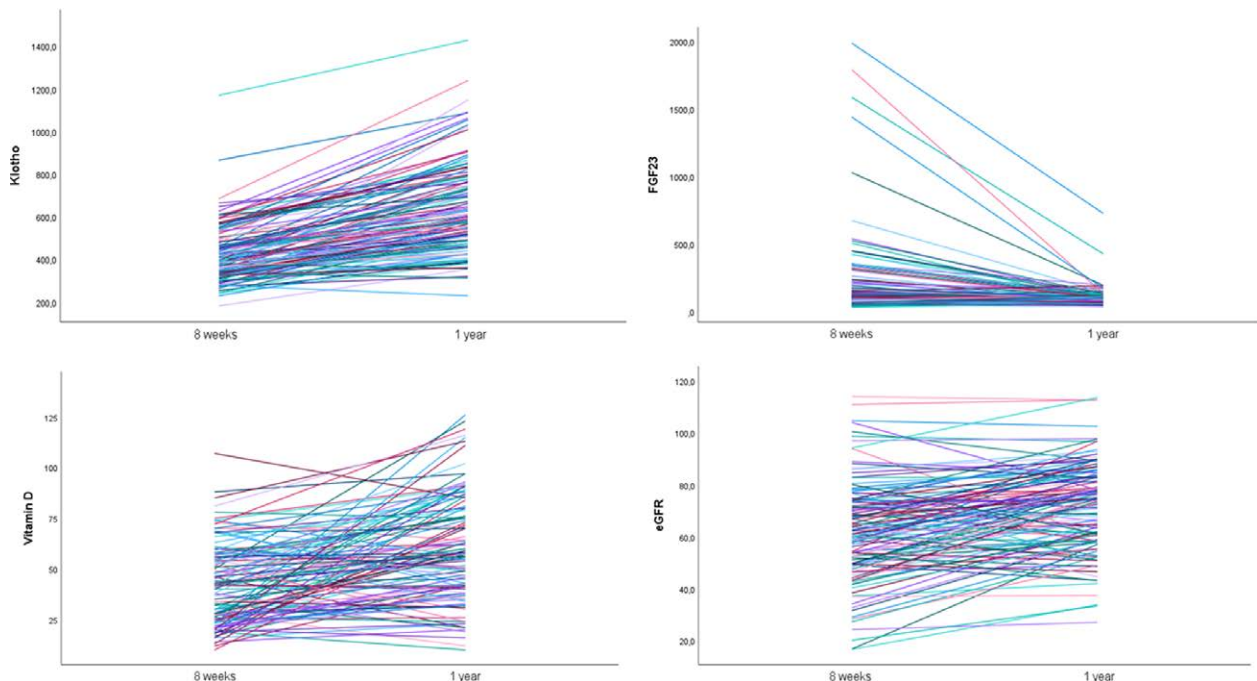 1400,0
1200,0
1000,0
800,0
600,0
400,0
200,0
Klotho
8 weeks 1 year
2000,0
1500,0
1000,0
500,0
,0
FGF23
8 weeks 1 year
125
100
75
50
25
Vitamin D
8 weeks 1 year
120,0
100,0
80,0
60,0
40,0
20,0
eGFR
8 weeks 1 year